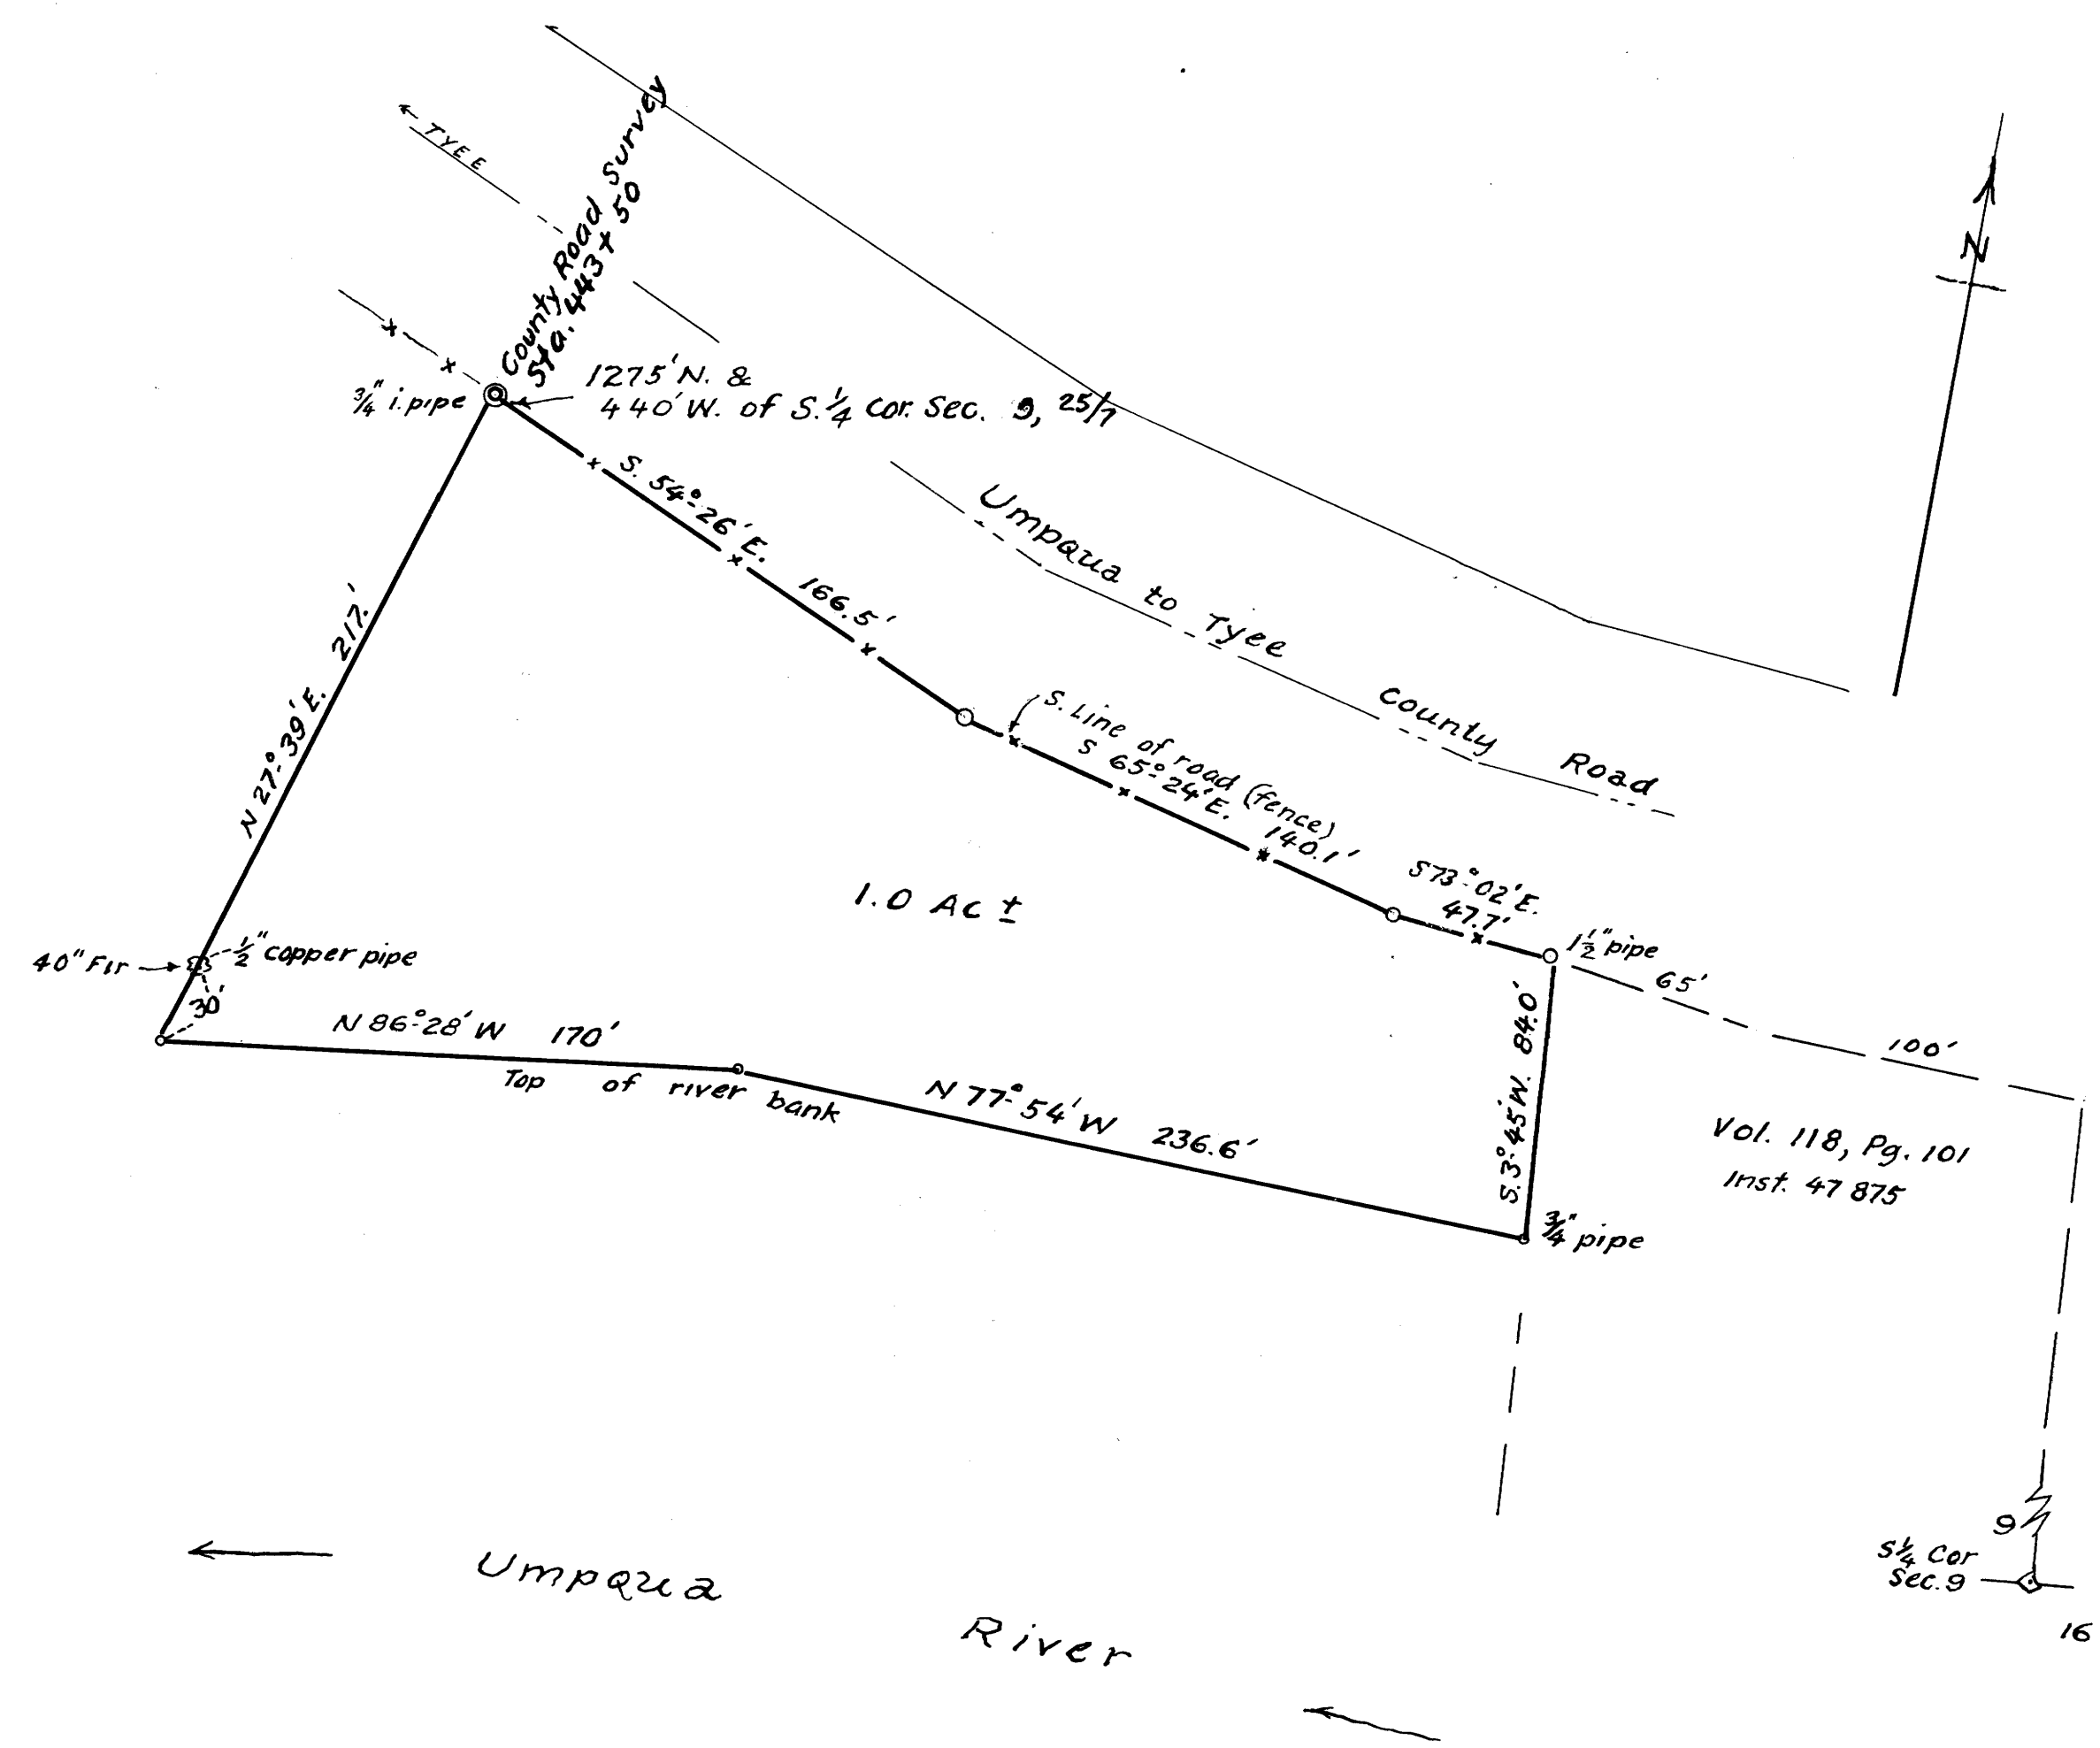 TYEE
County Road Survey
Sta. 443+50
3/4" i.pipe
1275' N. &
440' W. of S.1/4 Cor. Sec. 9, 25/7
S. 54°-26' E. 166.5'
Umpqua to Tyee County Road
N
S. Line of road (fence)
S 65°-24' E. 140.1'
S 73°-02' E.
47.7'
1 1/2" pipe
65'
100'
N 27°-39' E. 217.'
1.0 AC ±
40" Fir
1/2" copper pipe
30'
N 86°-28' W 170'
Top of river bank
N 77°-54' W 236.6'
S. 3°-45' W. 84.0'
3/4" pipe
Vol. 118, Pg. 101
Inst. 47 875
9
S 1/4 Cor
Sec. 9
16
Umpqua
River